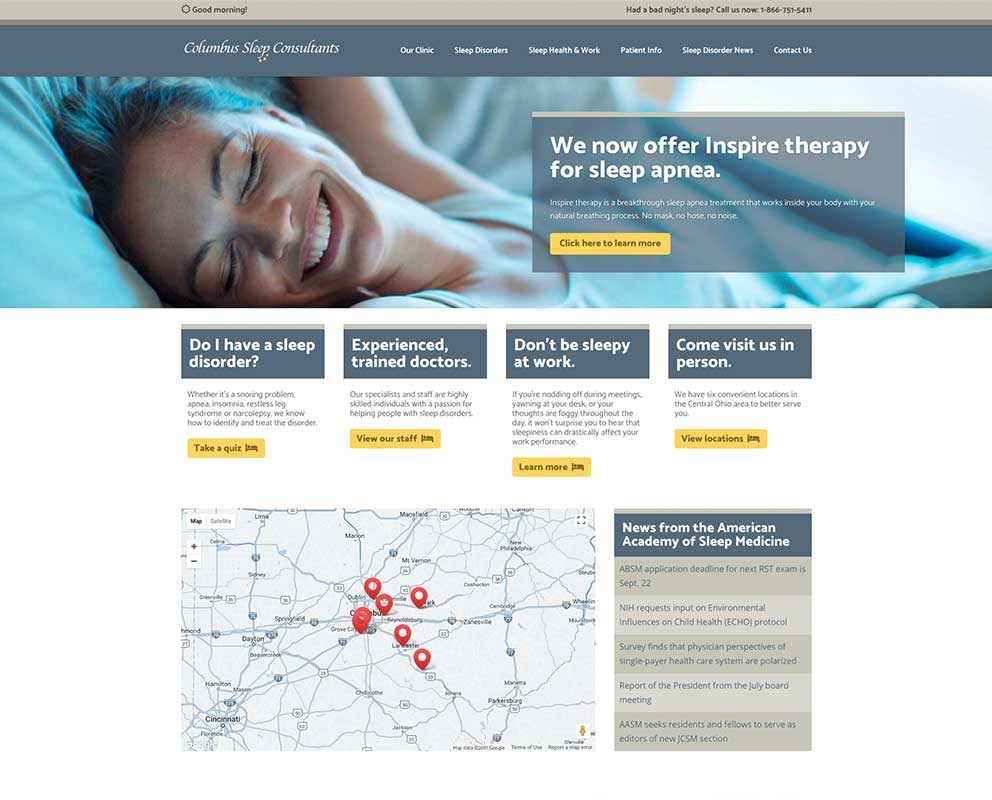 Good morning!
Had a bad night's sleep? Call us now: 1-866-751-5411
Columbus Sleep Consultants
Our Clinic
Sleep Disorders
Sleep Health & Work
Patient Info
Sleep Disorder News
Contact Us
We now offer Inspire therapy
for sleep apnea.
Inspire therapy is a breakthrough sleep apnea treatment that works inside your body with your
natural breathing process. No mask, no hose, no noise.
Click here to learn more
Do I have a sleep
disorder?
Whether it's a snoring problem,
apnea, insomnia, restless leg
syndrome or narcolepsy, we know
how to identify and treat the disorder.
Take a quiz
Experienced,
trained doctors.
Our specialists and staff are highly
skilled individuals with a passion for
helping people with sleep disorders.
View our staff
Don't be sleepy
at work.
If you're nodding off during meetings,
yawning at your desk, or your
thoughts are foggy throughout the
day, it won't surprise you to hear that
sleepiness can drastically affect your
work performance.
Learn more
Come visit us in
person.
We have six convenient locations in
the Central Ohio area to better serve
you.
View locations
Map
Satellite
Lima
Mansfield
Wooster
Canton
Celina
Marion
New
Philadelphia
Mt Vernon
Sidney
Coshocton
Steube
Greenville
Dublin
Cambridge
Wheeling
Springfield
Reynoldsburg
Zanesville
hmond
Dayton
Grove City
Moundsville
Beavercreek
Lancaster
Hamilton
Mason
Wilmington
Marietta
Chillicothe
Athens
Parkersburg
Cincinnati
Jackson
Florence
Glenville
Google
Map data ©2017 Google
Terms of Use
Report a map error
News from the American
Academy of Sleep Medicine
ABSM application deadline for next RST exam is
Sept. 22
NIH requests input on Environmental
Influences on Child Health (ECHO) protocol
Survey finds that physician perspectives of
single-payer health care system are polarized
Report of the President from the July board
meeting
AASM seeks residents and fellows to serve as
editors of new JCSM section